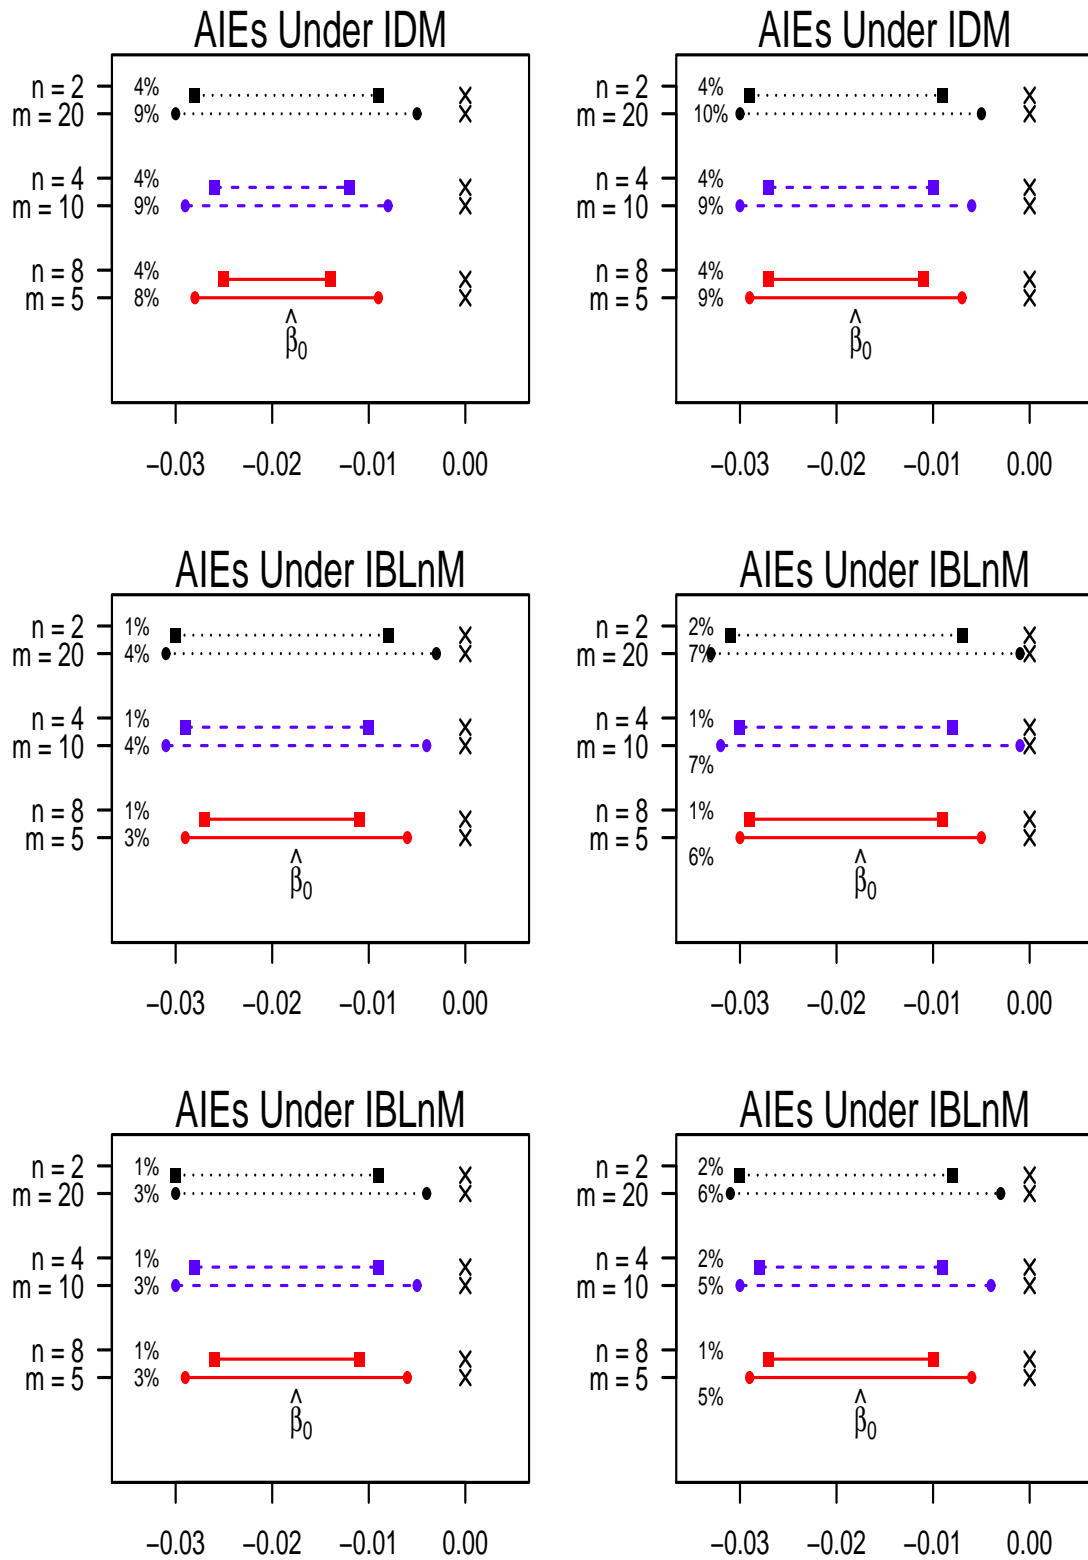 AIEs Under IDM
n = 2
m = 20
n = 4
m = 10
n = 8
m = 5
4%
9%
4%
9%
4%
8%
β̂₀
−0.03 −0.02 −0.01 0.00
AIEs Under IDM
n = 2
m = 20
n = 4
m = 10
n = 8
m = 5
4%
10%
4%
9%
4%
9%
β̂₀
−0.03 −0.02 −0.01 0.00
AIEs Under IBLnM
n = 2
m = 20
n = 4
m = 10
n = 8
m = 5
1%
4%
1%
4%
1%
3%
β̂₀
−0.03 −0.02 −0.01 0.00
AIEs Under IBLnM
n = 2
m = 20
n = 4
m = 10
n = 8
m = 5
2%
7%
1%
7%
1%
6%
β̂₀
−0.03 −0.02 −0.01 0.00
AIEs Under IBLnM
n = 2
m = 20
n = 4
m = 10
n = 8
m = 5
1%
3%
1%
3%
1%
3%
β̂₀
−0.03 −0.02 −0.01 0.00
AIEs Under IBLnM
n = 2
m = 20
n = 4
m = 10
n = 8
m = 5
2%
6%
2%
5%
1%
5%
β̂₀
−0.03 −0.02 −0.01 0.00